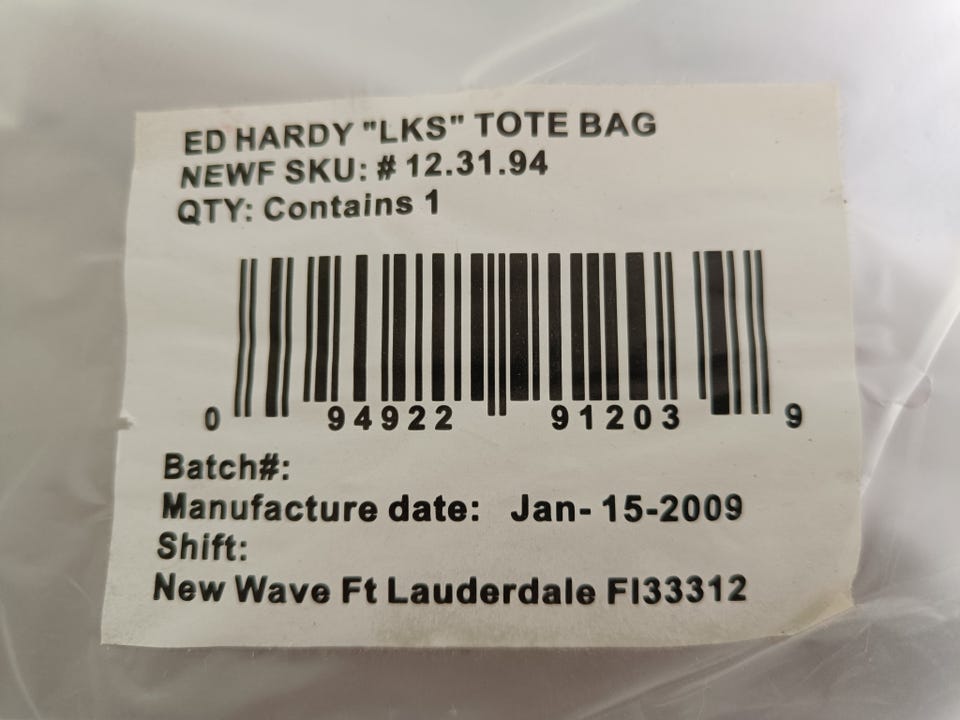 ED HARDY "LKS" TOTE BAG
NEWF SKU: # 12.31.94
QTY: Contains 1
0 94922 91203 9
Batch#:
Manufacture date: Jan- 15-2009
Shift:
New Wave Ft Lauderdale Fl33312